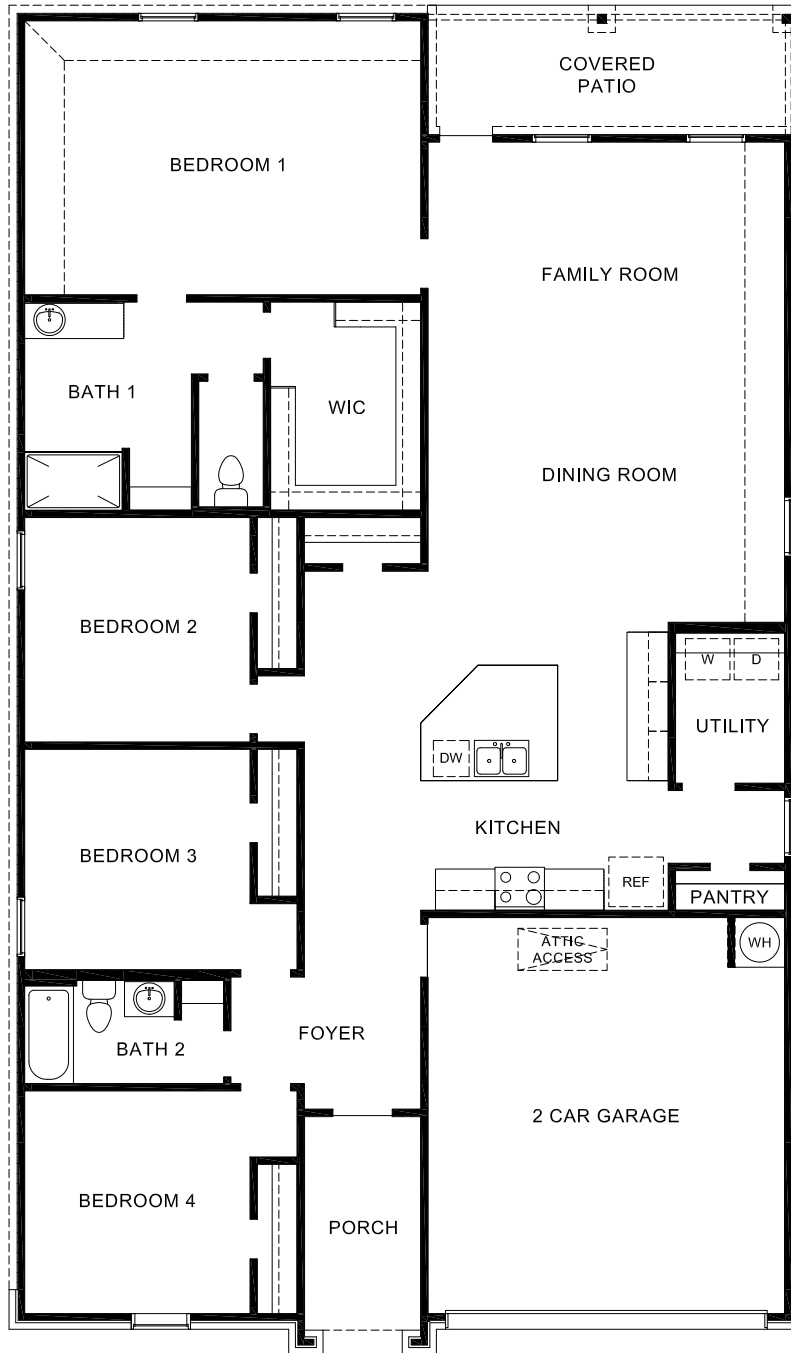 COVERED
PATIO
BEDROOM 1
FAMILY ROOM
BATH 1
WIC
DINING ROOM
BEDROOM 2
W
D
UTILITY
DW
KITCHEN
BEDROOM 3
REF
PANTRY
ATTIC
ACCESS
WH
FOYER
BATH 2
2 CAR GARAGE
BEDROOM 4
PORCH